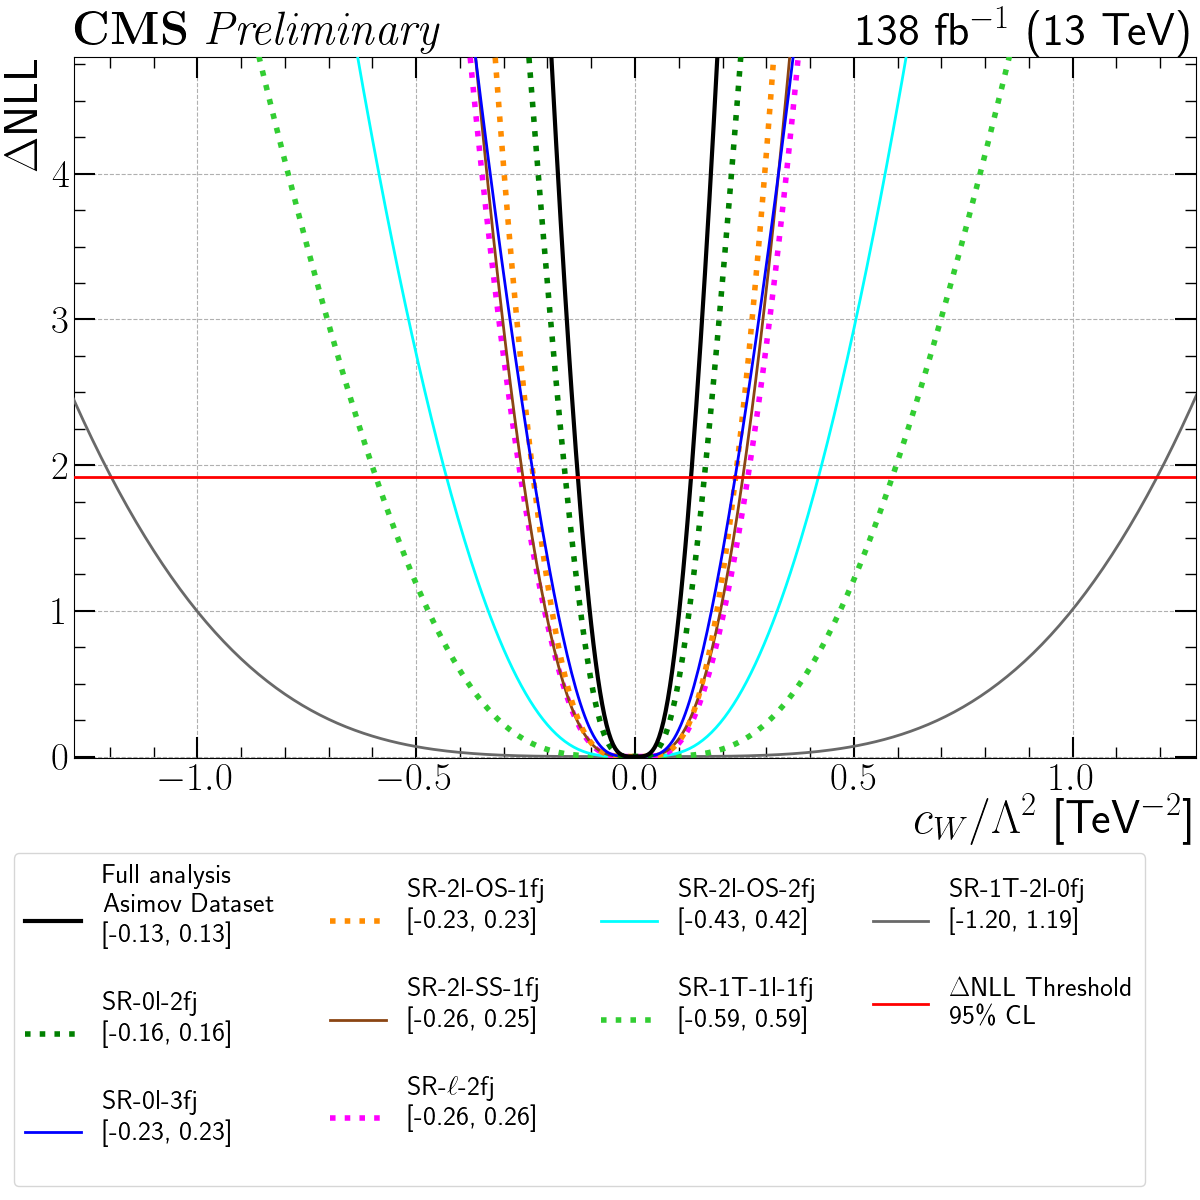 CMS Preliminary 138 fb⁻¹ (13 TeV)
ΔNLL
4
3
2
1
0
−1.0 −0.5 0.0 0.5 1.0
c_W/Λ² [TeV⁻²]
Full analysis
Asimov Dataset
[-0.13, 0.13]
SR-0l-2fj
[-0.16, 0.16]
SR-0l-3fj
[-0.23, 0.23]
SR-2l-OS-1fj
[-0.23, 0.23]
SR-2l-SS-1fj
[-0.26, 0.25]
SR-ℓ-2fj
[-0.26, 0.26]
SR-2l-OS-2fj
[-0.43, 0.42]
SR-1T-1l-1fj
[-0.59, 0.59]
SR-1T-2l-0fj
[-1.20, 1.19]
ΔNLL Threshold
95% CL